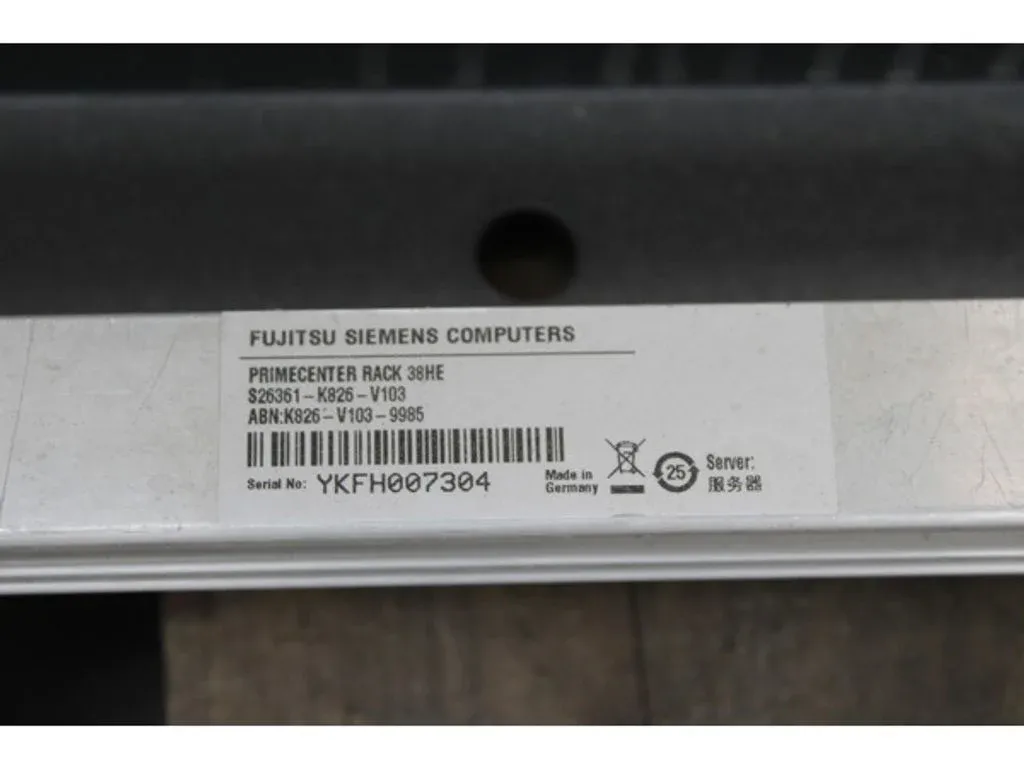 FUJITSU SIEMENS COMPUTERS
PRIMECENTER RACK 38HE
S26361-K826-V103
ABN:K826-V103-9985
Serial No: YKFH007304
Made in
Germany
25
Server:
服务器